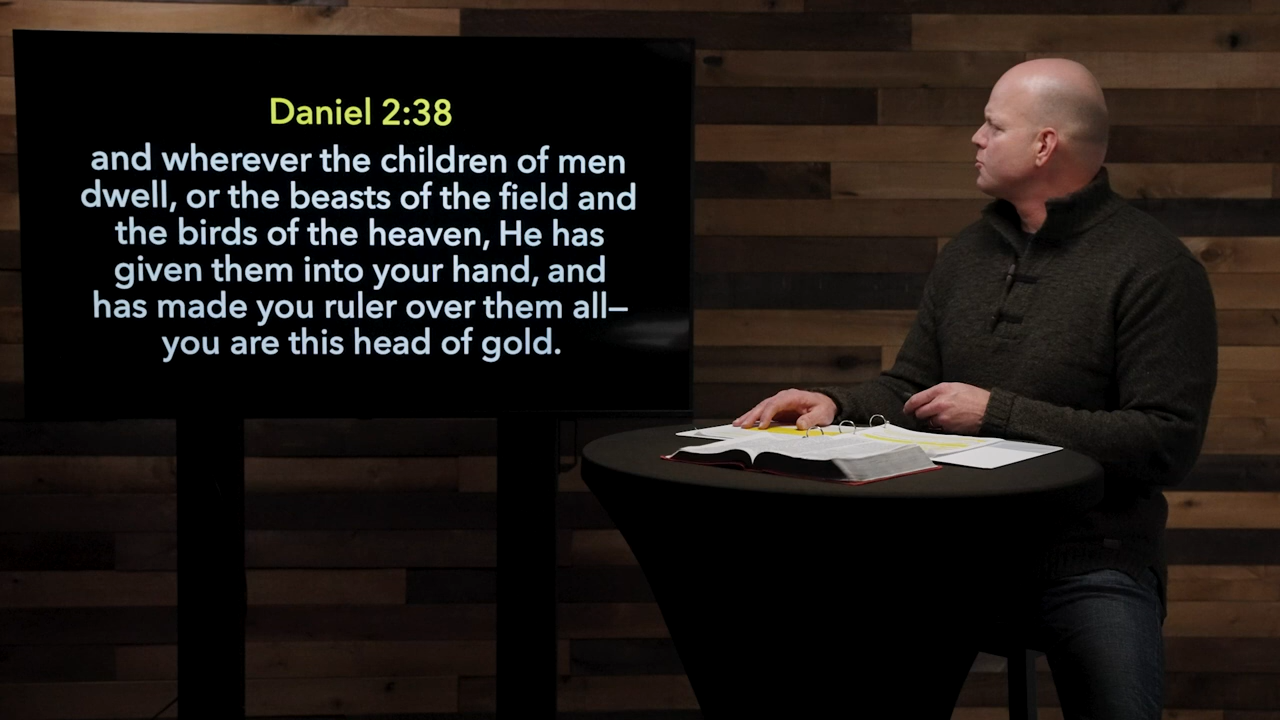 Daniel 2:38
and wherever the children of men
dwell, or the beasts of the field and
the birds of the heaven, He has
given them into your hand, and
has made you ruler over them all—
you are this head of gold.